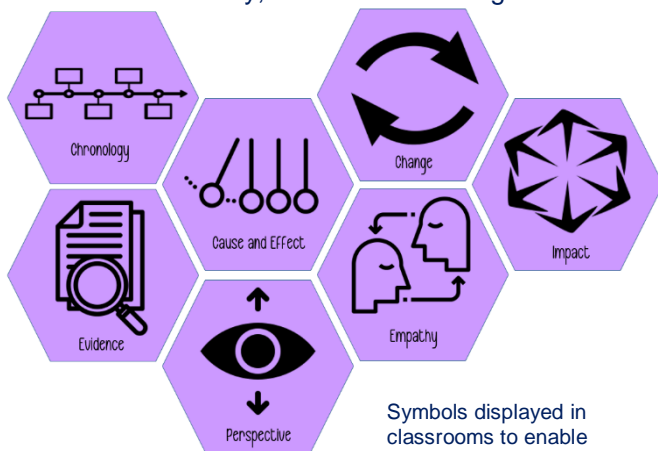 Chronology
Change
Cause and Effect
Impact
Evidence
Empathy
Perspective
Symbols displayed in
classrooms to enable